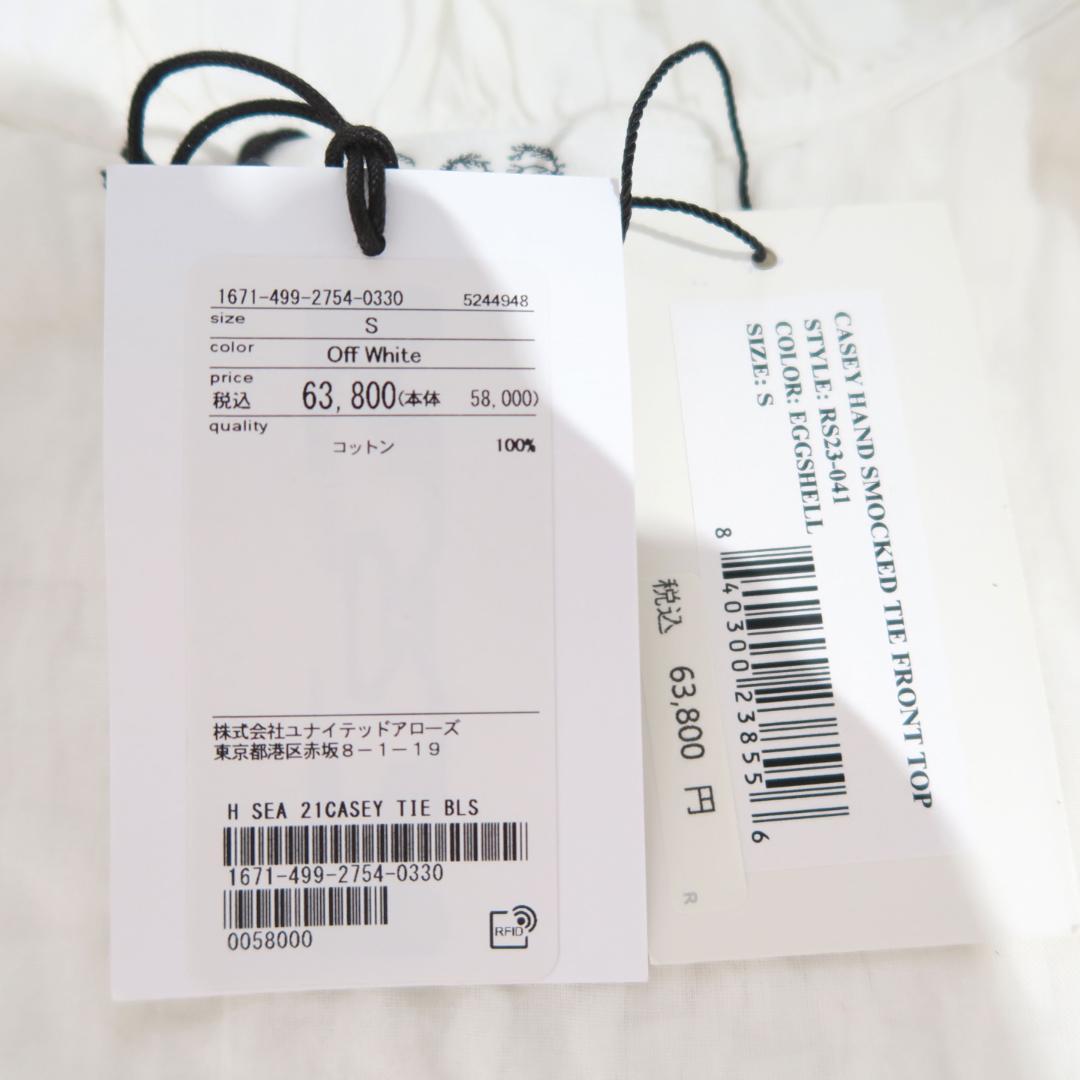 1671-499-2754-0330 5244948
size S
color Off White
price
税込 63,800(本体 58,000)
quality
コットン 100%
株式会社ユナイテッドアローズ
東京都港区赤坂8-1-19
H SEA 21CASEY TIE BLS
1671-499-2754-0330
0058000
RFID
CASEY HAND SMOCKED TIE FRONT TOP
STYLE: RS23-041
COLOR: EGGSHELL
SIZE: S
8 40300 23855 6
税込 63,800 円
R